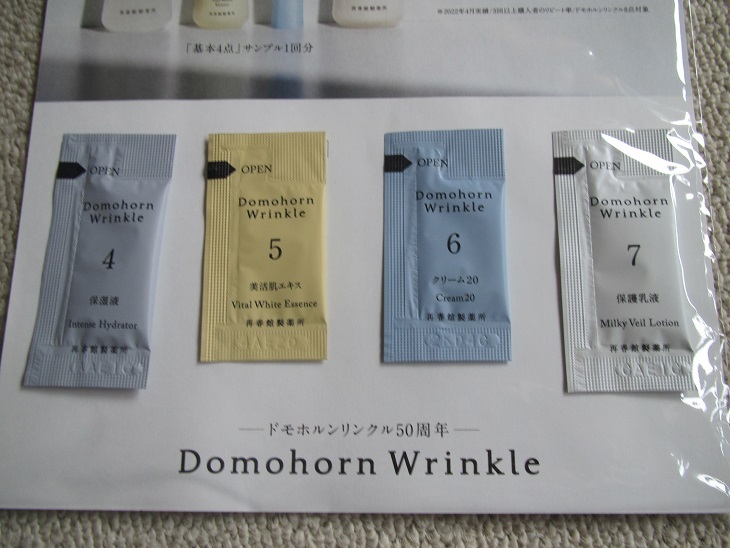 ※2022年4月実績/3回以上購入者のリピート率/ドモホルンリンクル8点対象
「基本4点」サンプル1回分
OPEN
Domohorn
Wrinkle
4
保湿液
Intense Hydrator
再春館製薬所
OPEN
Domohorn
Wrinkle
5
美活肌エキス
Vital White Essence
再春館製薬所
OPEN
Domohorn
Wrinkle
6
クリーム20
Cream20
再春館製薬所
OPEN
Domohorn
Wrinkle
7
保護乳液
Milky Veil Lotion
再春館製薬所
ドモホルンリンクル50周年
Domohorn Wrinkle